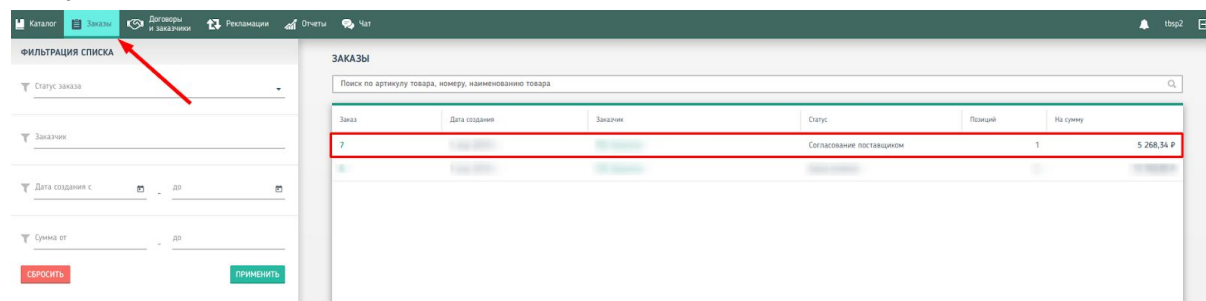 Каталог Заказы Договоры и заказчики Рекламации Отчеты Чат tbsp2
ФИЛЬТРАЦИЯ СПИСКА
Статус заказа
Заказчик
Дата создания с - до
Сумма от - до
СБРОСИТЬ ПРИМЕНИТЬ
ЗАКАЗЫ
Поиск по артикулу товара, номеру, наименованию товара
Заказ Дата создания Заказчик Статус Позиций На сумму
7 Согласование поставщиком 1 5 268,34 ₽